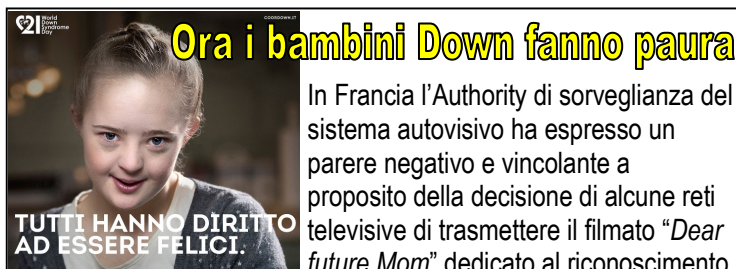 World
Down
Syndrome
Day
COORDOWN.IT
Ora i bambini Down fanno paura
In Francia l'Authority di sorveglianza del
sistema autovisivo ha espresso un
parere negativo e vincolante a
proposito della decisione di alcune reti
televisive di trasmettere il filmato "Dear
future Mom" dedicato al riconoscimento
TUTTI HANNO DIRITTO
AD ESSERE FELICI.